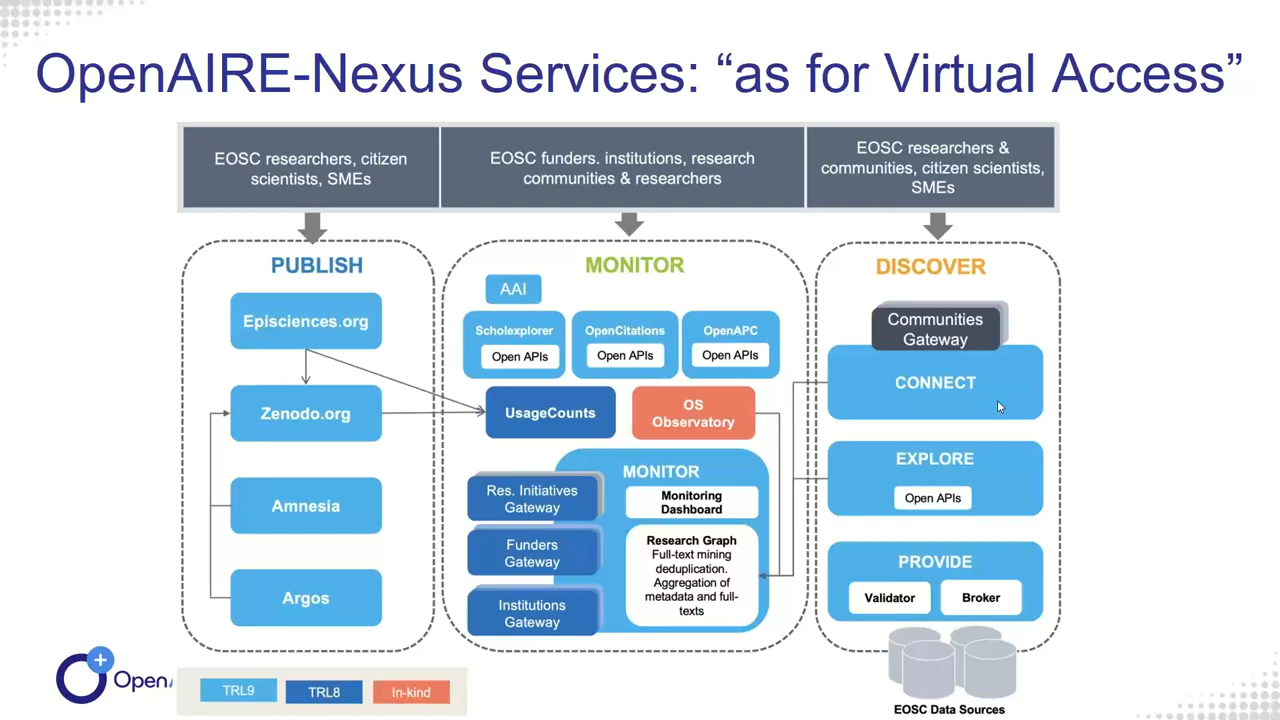 OpenAIRE-Nexus Services: “as for Virtual Access”
EOSC researchers, citizen
scientists, SMEs
EOSC funders. institutions, research
communities & researchers
EOSC researchers &
communities, citizen scientists,
SMEs
PUBLISH
Episciences.org
Zenodo.org
Amnesia
Argos
MONITOR
AAI
Scholexplorer
Open APIs
OpenCitations
Open APIs
OpenAPC
Open APIs
UsageCounts
OS
Observatory
Res. Initiatives
Gateway
Funders
Gateway
Institutions
Gateway
MONITOR
Monitoring
Dashboard
Research Graph
Full-text mining
deduplication.
Aggregation of
metadata and full-
texts
DISCOVER
Communities
Gateway
CONNECT
EXPLORE
Open APIs
PROVIDE
Validator
Broker
EOSC Data Sources
Open
TRL9
TRL8
In-kind